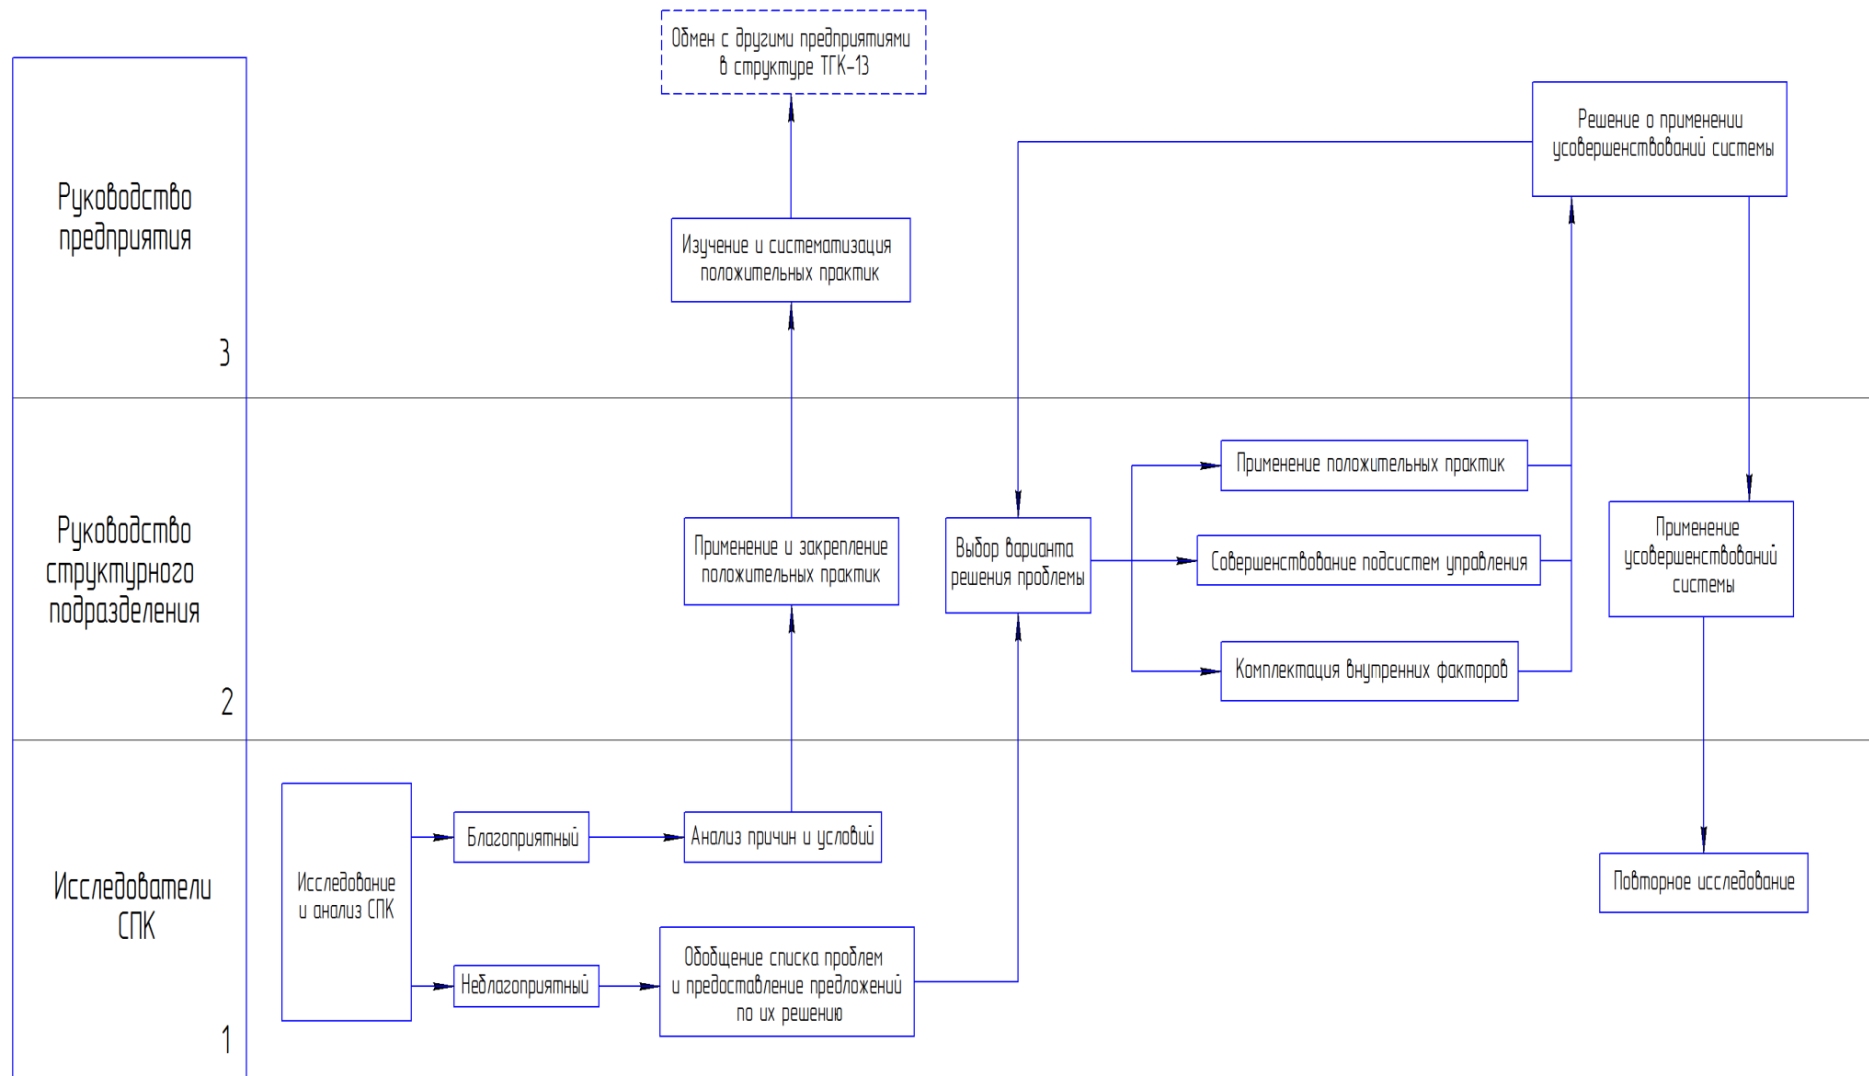 Обмен с другими предприятиями
в структуре ТГК-13
Решение о применении
усовершенствований системы
Руководство
предприятия
Изучение и систематизация
положительных практик
3
Применение положительных практик
Руководство
структурного
подразделения
Применение и закрепление
положительных практик
Выбор варианта
решения проблемы
Совершенствование подсистем управления
Применение
усовершенствований
системы
Комплектация внутренних факторов
2
Исследователи
СПК
Исследование
и анализ СПК
Благоприятный
Анализ причин и условий
Повторное исследование
Неблагоприятный
Обобщение списка проблем
и предоставление предложений
по их решению
1